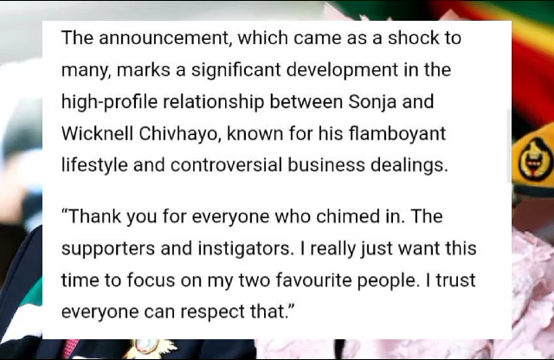 The announcement, which came as a shock to
many, marks a significant development in the
high-profile relationship between Sonja and
Wicknell Chivhayo, known for his flamboyant
lifestyle and controversial business dealings.
“Thank you for everyone who chimed in. The
supporters and instigators. I really just want this
time to focus on my two favourite people. I trust
everyone can respect that.”